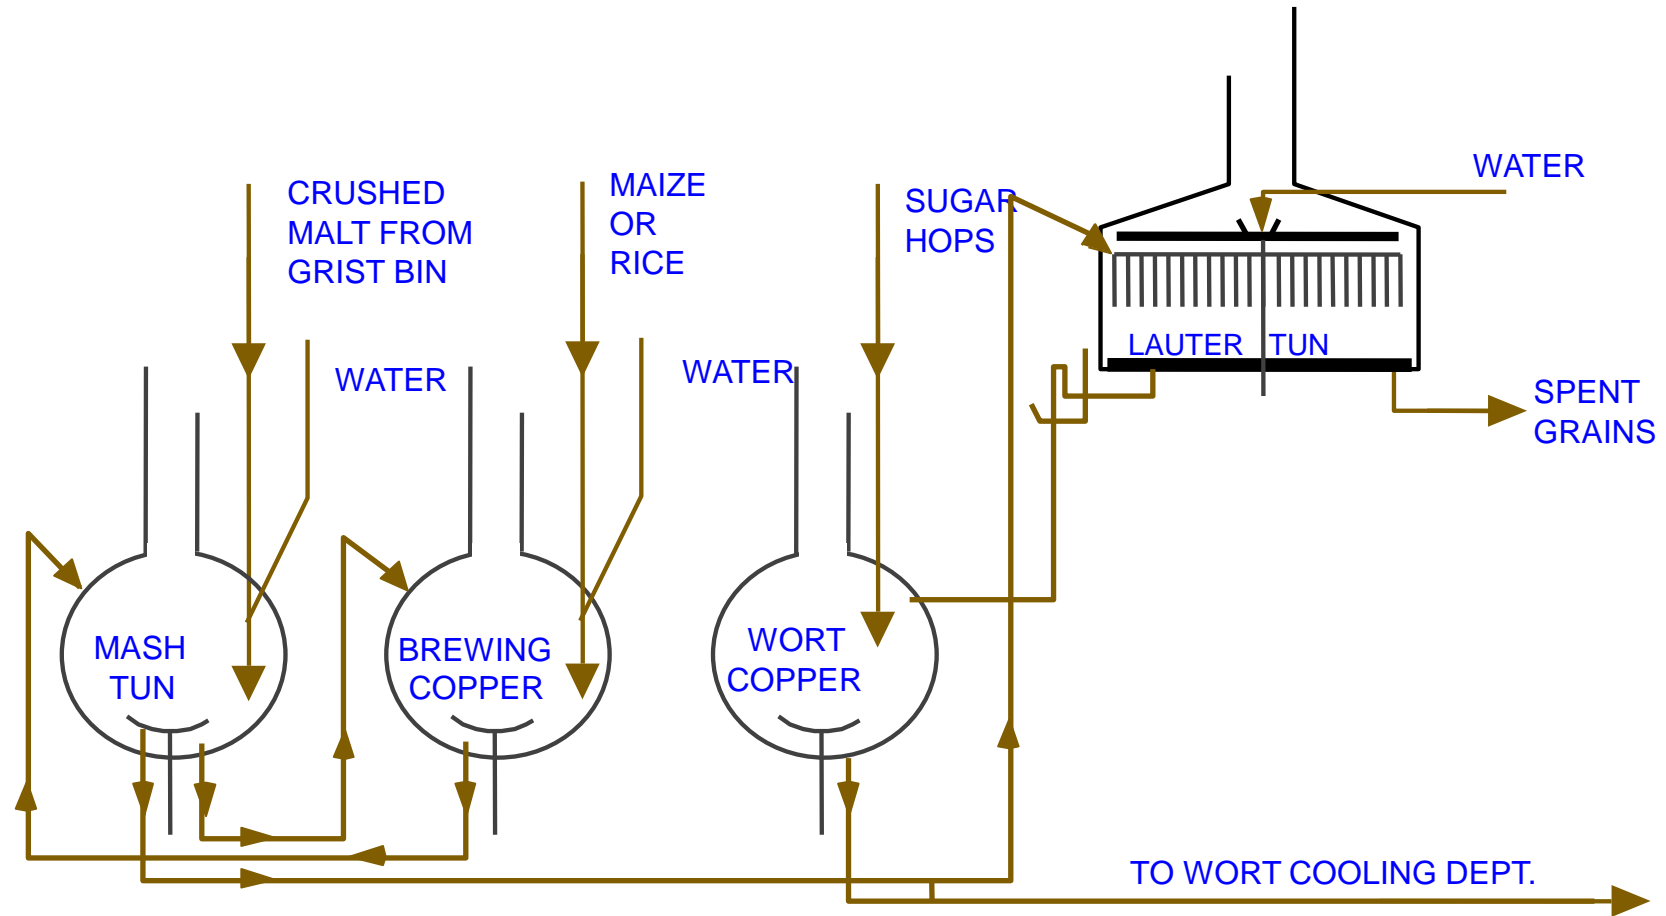 CRUSHED
MALT FROM
GRIST BIN
MAIZE
OR
RICE
SUGAR
HOPS
WATER
WATER
WATER
LAUTER TUN
SPENT
GRAINS
MASH
TUN
BREWING
COPPER
WORT
COPPER
TO WORT COOLING DEPT.